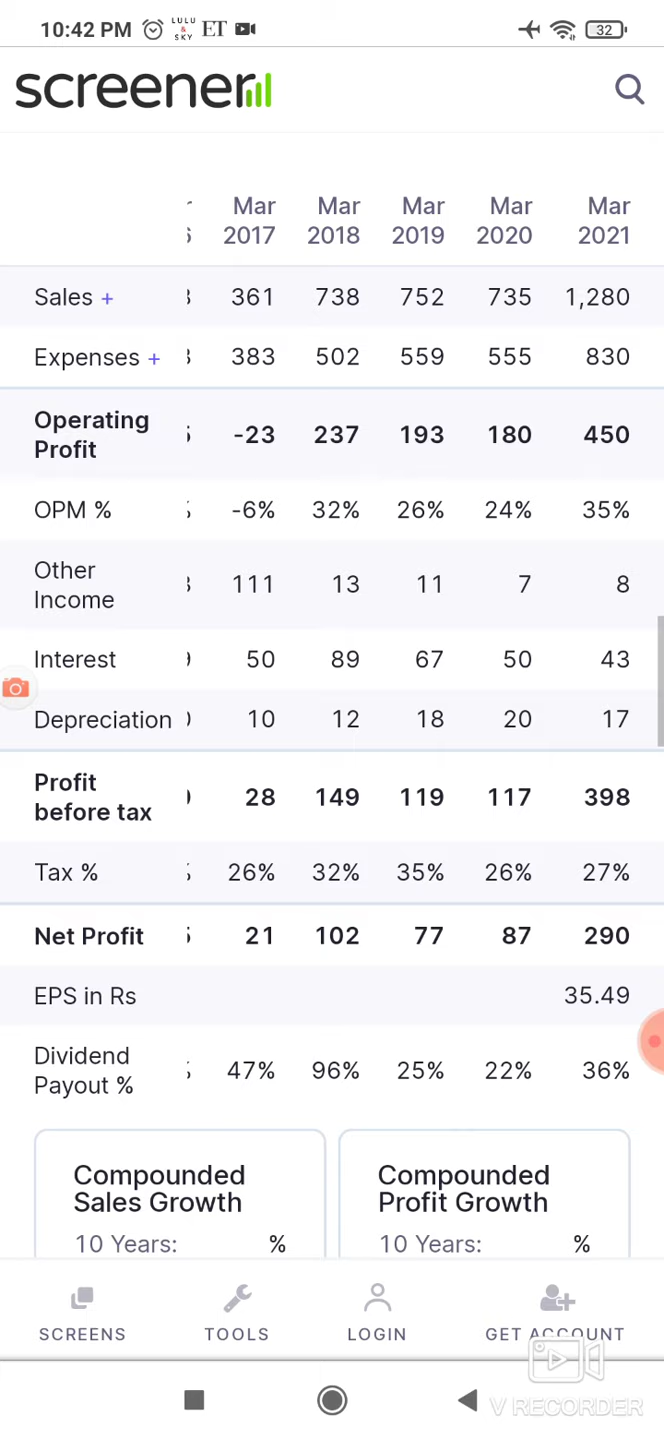 10:42 PM LULU & SKY ET 32
screener
Mar Mar Mar Mar Mar
2017 2018 2019 2020 2021
Sales + 361 738 752 735 1,280
Expenses + 383 502 559 555 830
Operating
Profit -23 237 193 180 450
OPM % -6% 32% 26% 24% 35%
Other
Income 111 13 11 7 8
Interest 50 89 67 50 43
Depreciation 10 12 18 20 17
Profit
before tax 28 149 119 117 398
Tax % 26% 32% 35% 26% 27%
Net Profit 21 102 77 87 290
EPS in Rs 35.49
Dividend
Payout % 47% 96% 25% 22% 36%
Compounded Compounded
Sales Growth Profit Growth
10 Years: % 10 Years: %
SCREENS TOOLS LOGIN GET ACCOUNT
V RECORDER